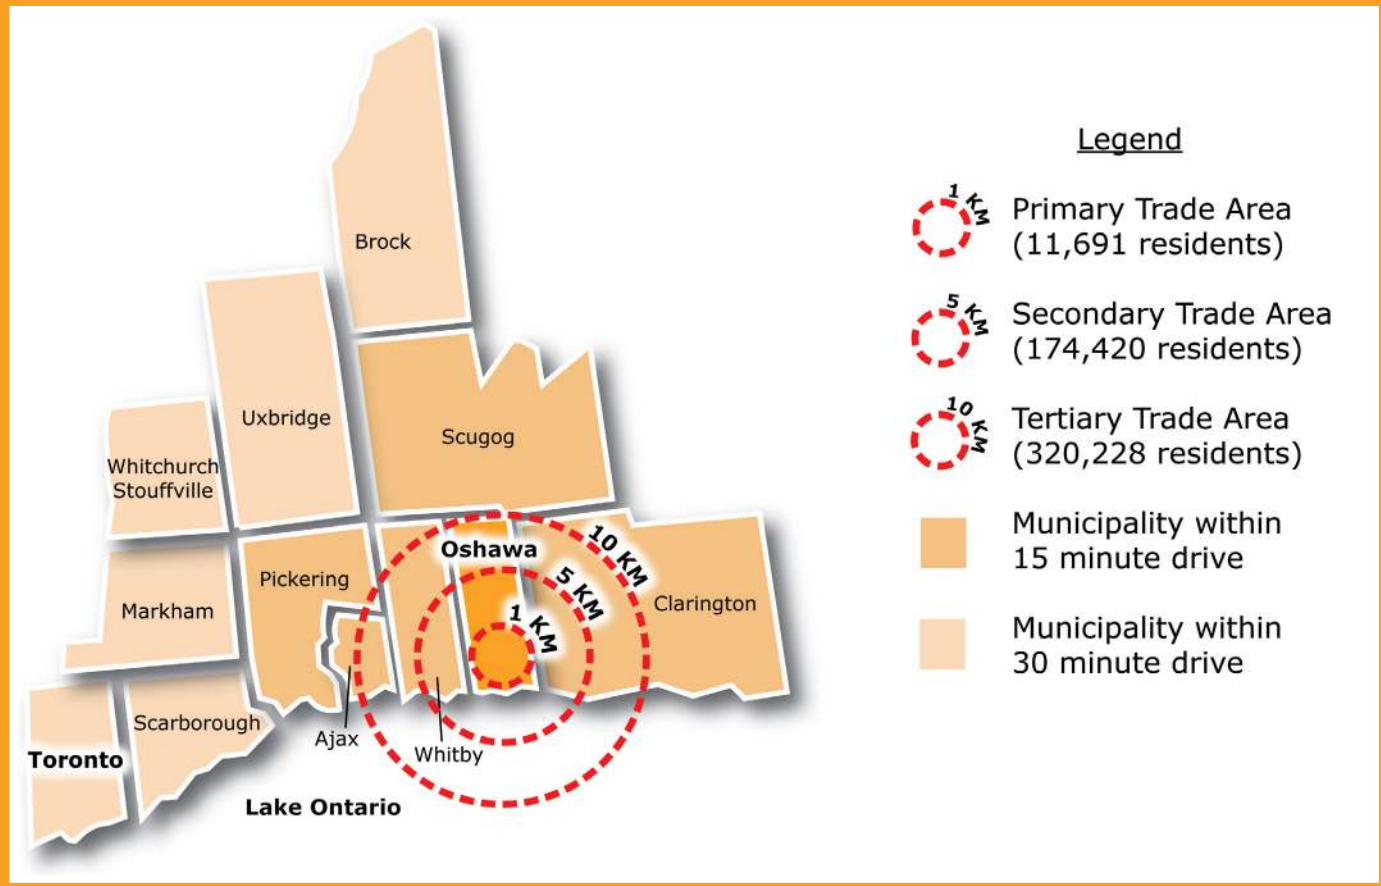 Brock
Uxbridge
Scugog
Whitchurch
Stouffville
Oshawa
10 KM
5 KM
1 KM
Pickering
Clarington
Markham
Scarborough
Ajax
Whitby
Toronto
Lake Ontario
Legend
1 KM
Primary Trade Area
(11,691 residents)
5 KM
Secondary Trade Area
(174,420 residents)
10 KM
Tertiary Trade Area
(320,228 residents)
Municipality within
15 minute drive
Municipality within
30 minute drive